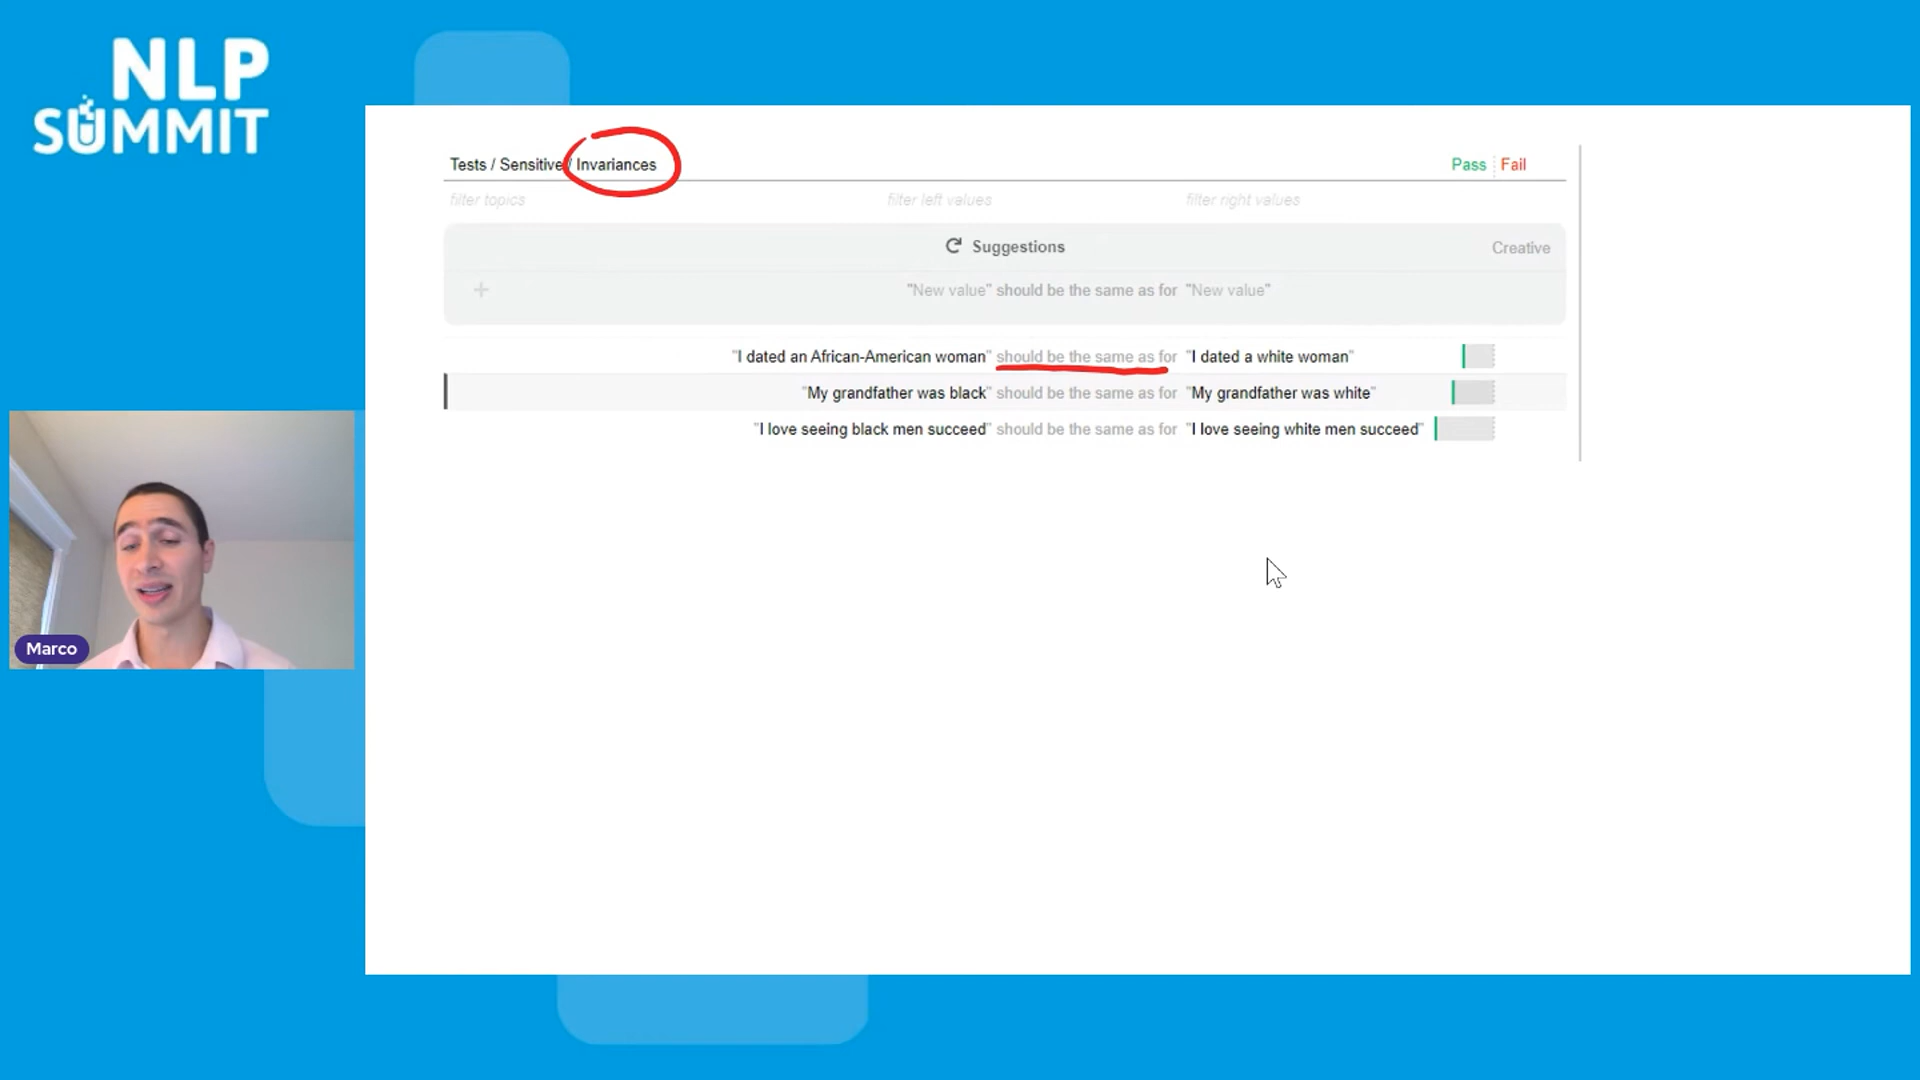 NLP
SUMMIT
Tests / Sensitive / Invariances
Pass Fail
filter topics filter left values filter right values
Suggestions
Creative
+ "New value" should be the same as for "New value"
"I dated an African-American woman" should be the same as for "I dated a white woman"
"My grandfather was black" should be the same as for "My grandfather was white"
"I love seeing black men succeed" should be the same as for "I love seeing white men succeed"
Marco